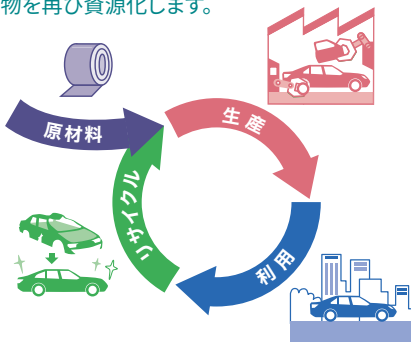 物を再び資源化します。
原材料
生産
利用
リサイクル